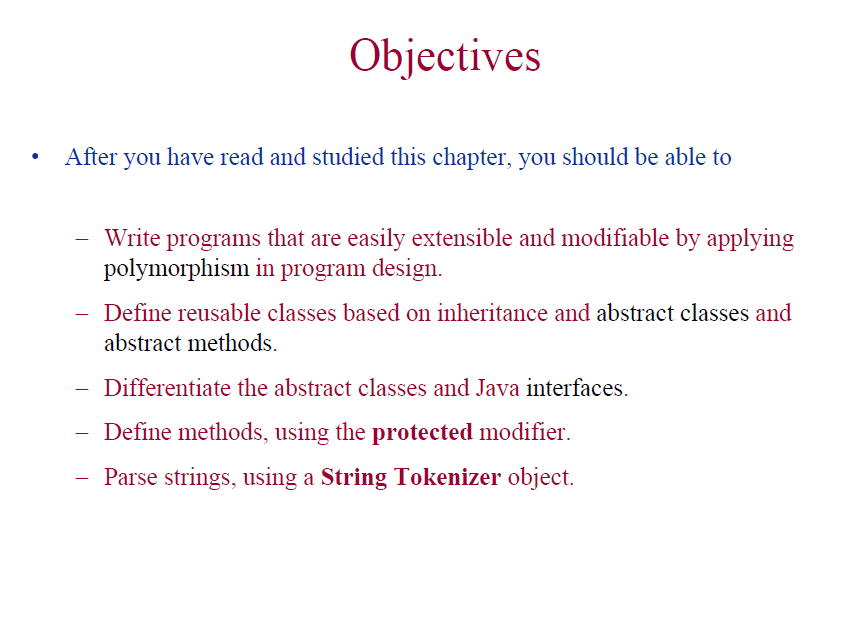 Objectives
• After you have read and studied this chapter, you should be able to
– Write programs that are easily extensible and modifiable by applying
polymorphism in program design.
– Define reusable classes based on inheritance and abstract classes and
abstract methods.
– Differentiate the abstract classes and Java interfaces.
– Define methods, using the protected modifier.
– Parse strings, using a String Tokenizer object.